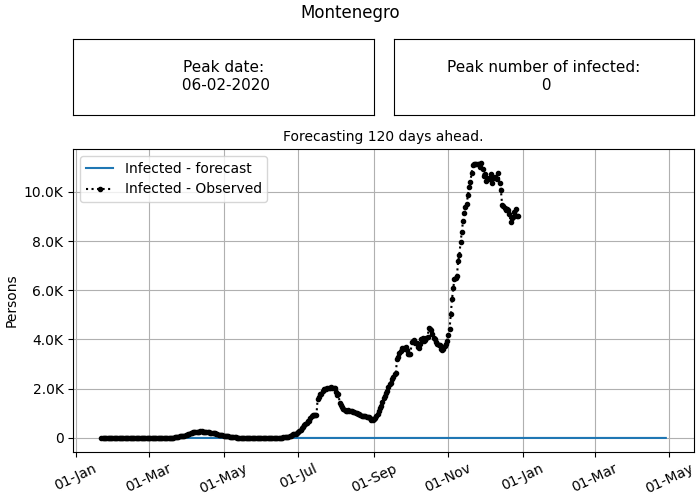 Montenegro
Peak date:
06-02-2020
Peak number of infected:
0
Forecasting 120 days ahead.
Infected - forecast
Infected - Observed
Persons
10.0K
8.0K
6.0K
4.0K
2.0K
0
01-Jan
01-Mar
01-May
01-Jul
01-Sep
01-Nov
01-Jan
01-Mar
01-May